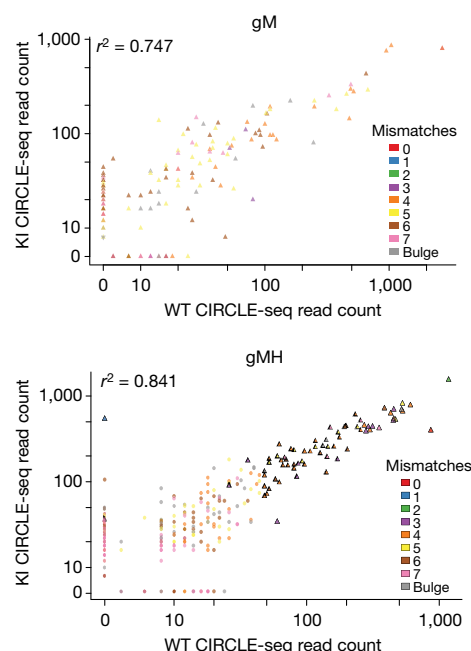 gM
r² = 0.747
KI CIRCLE-seq read count
1,000
100
10
0
0
10
100
1,000
WT CIRCLE-seq read count
Mismatches
0
1
2
3
4
5
6
7
Bulge
gMH
r² = 0.841
KI CIRCLE-seq read count
1,000
100
10
0
0
10
100
1,000
WT CIRCLE-seq read count
Mismatches
0
1
2
3
4
5
6
7
Bulge